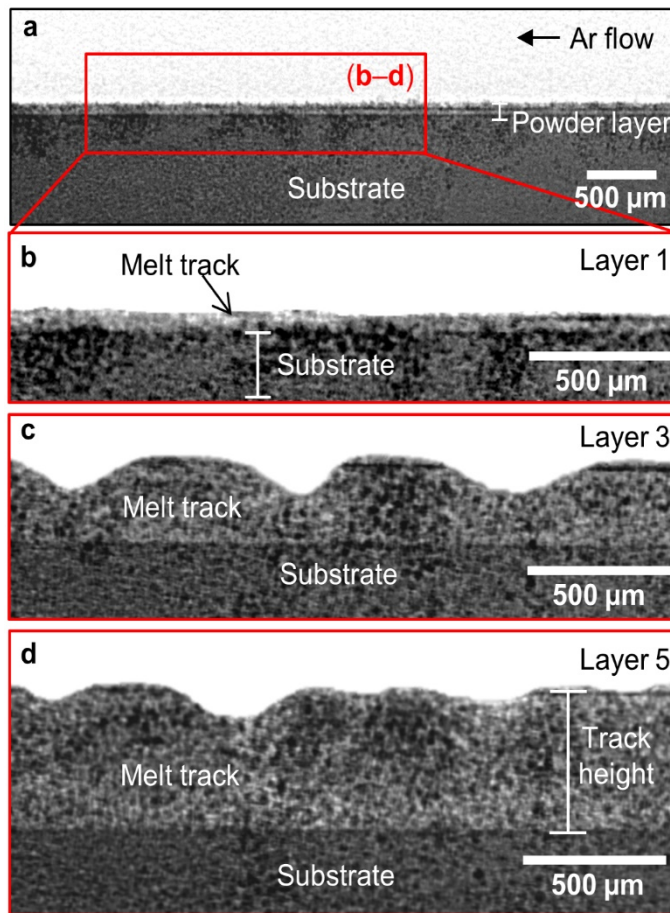 a
← Ar flow
(b–d)
Powder layer
Substrate
500 µm
b
Melt track
Layer 1
Substrate
500 µm
c
Layer 3
Melt track
Substrate
500 µm
d
Layer 5
Melt track
Track
height
Substrate
500 µm